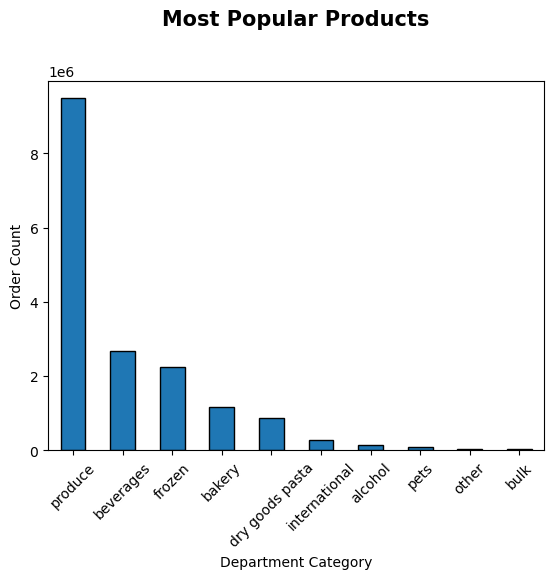 Most Popular Products
1e6
8
6
4
2
0
Order Count
produce
beverages
frozen
bakery
dry goods pasta
international
alcohol
pets
other
bulk
Department Category